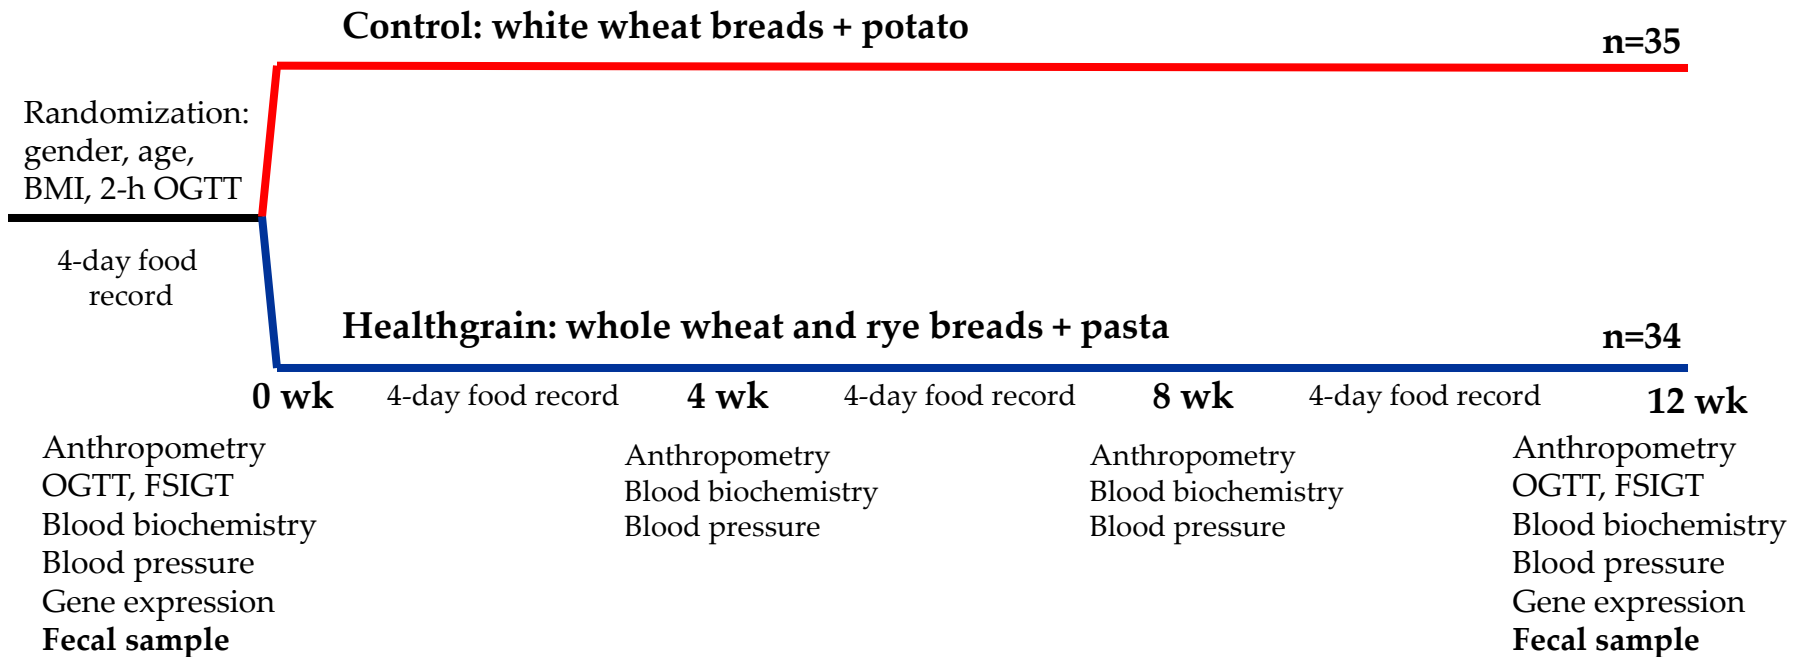 Control: white wheat breads + potato
n=35
Randomization:
gender, age,
BMI, 2-h OGTT
4-day food
record
Healthgrain: whole wheat and rye breads + pasta
n=34
0 wk
4-day food record
4 wk
4-day food record
8 wk
4-day food record
12 wk
Anthropometry
OGTT, FSIGT
Blood biochemistry
Blood pressure
Gene expression
Fecal sample
Anthropometry
Blood biochemistry
Blood pressure
Anthropometry
Blood biochemistry
Blood pressure
Anthropometry
OGTT, FSIGT
Blood biochemistry
Blood pressure
Gene expression
Fecal sample